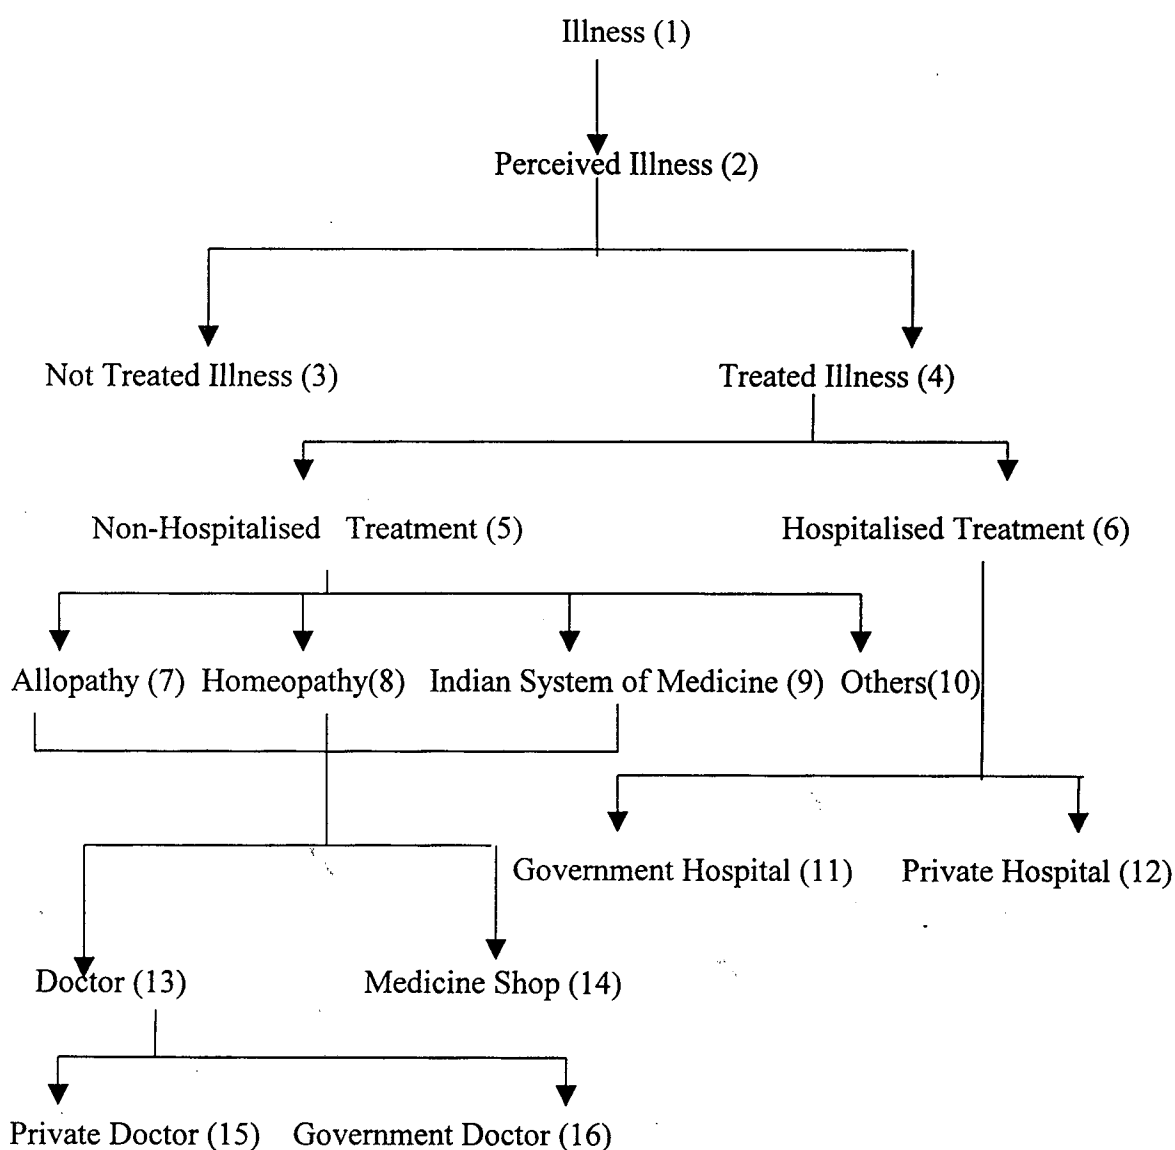 Illness (1)
Perceived Illness (2)
Not Treated Illness (3) Treated Illness (4)
Non-Hospitalised Treatment (5) Hospitalised Treatment (6)
Allopathy (7) Homeopathy(8) Indian System of Medicine (9) Others(10)
Government Hospital (11) Private Hospital (12)
Doctor (13) Medicine Shop (14)
Private Doctor (15) Government Doctor (16)